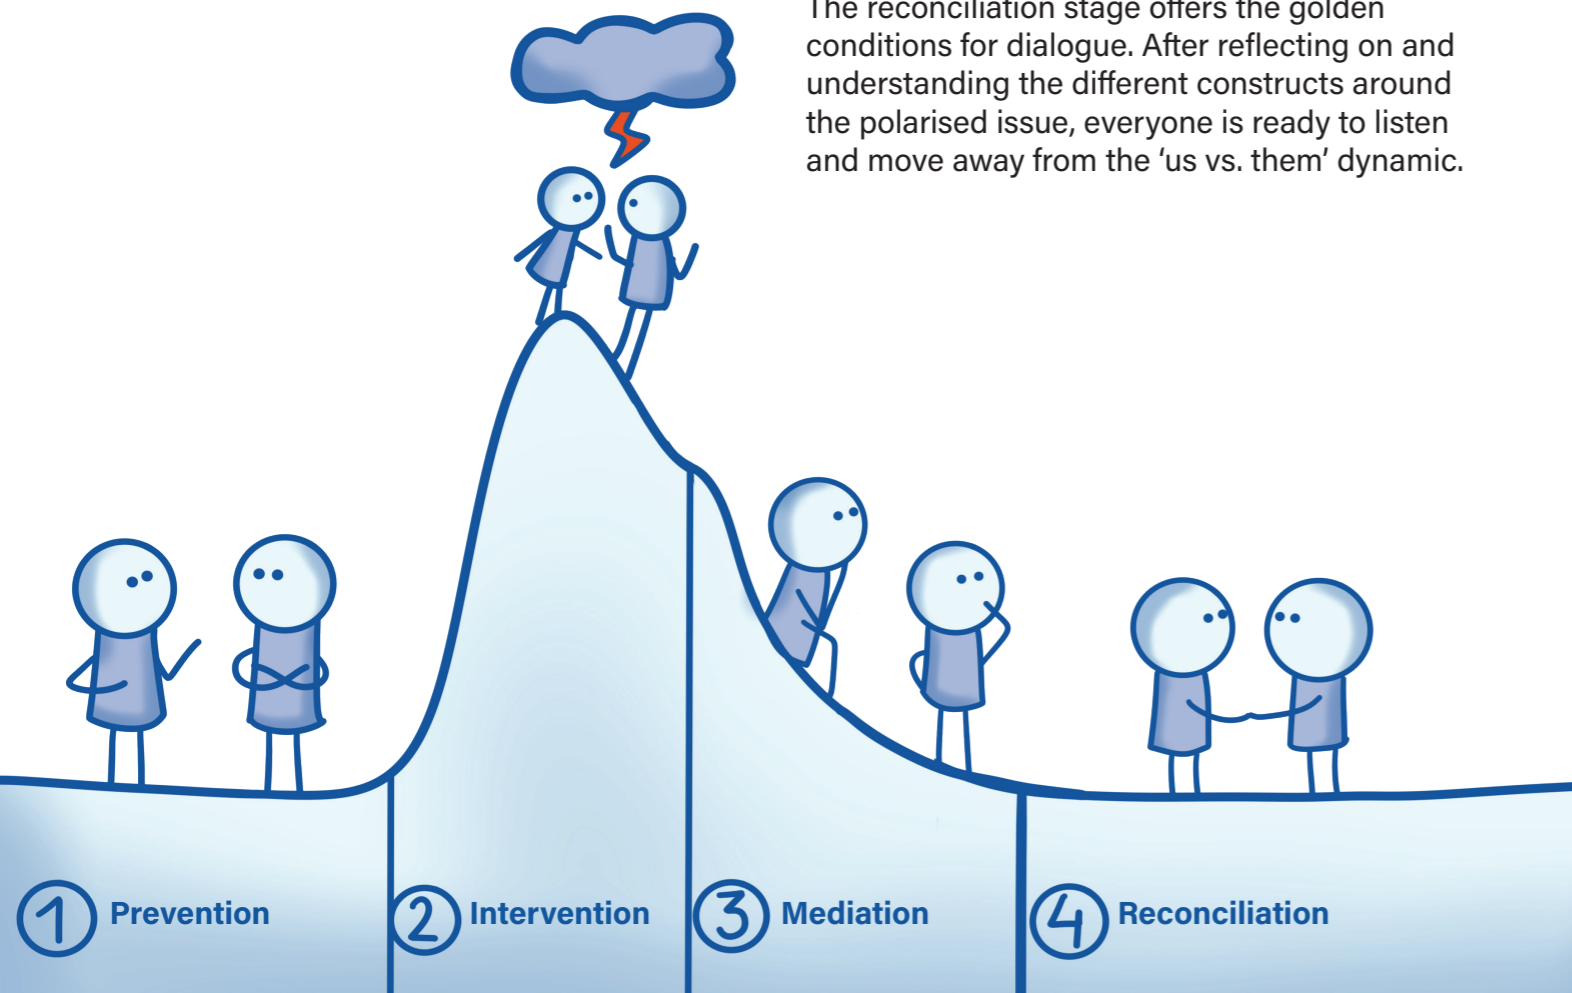 The reconciliation stage offers the golden
conditions for dialogue. After reflecting on and
understanding the different constructs around
the polarised issue, everyone is ready to listen
and move away from the ‘us vs. them’ dynamic.
1 Prevention
2 Intervention
3 Mediation
4 Reconciliation